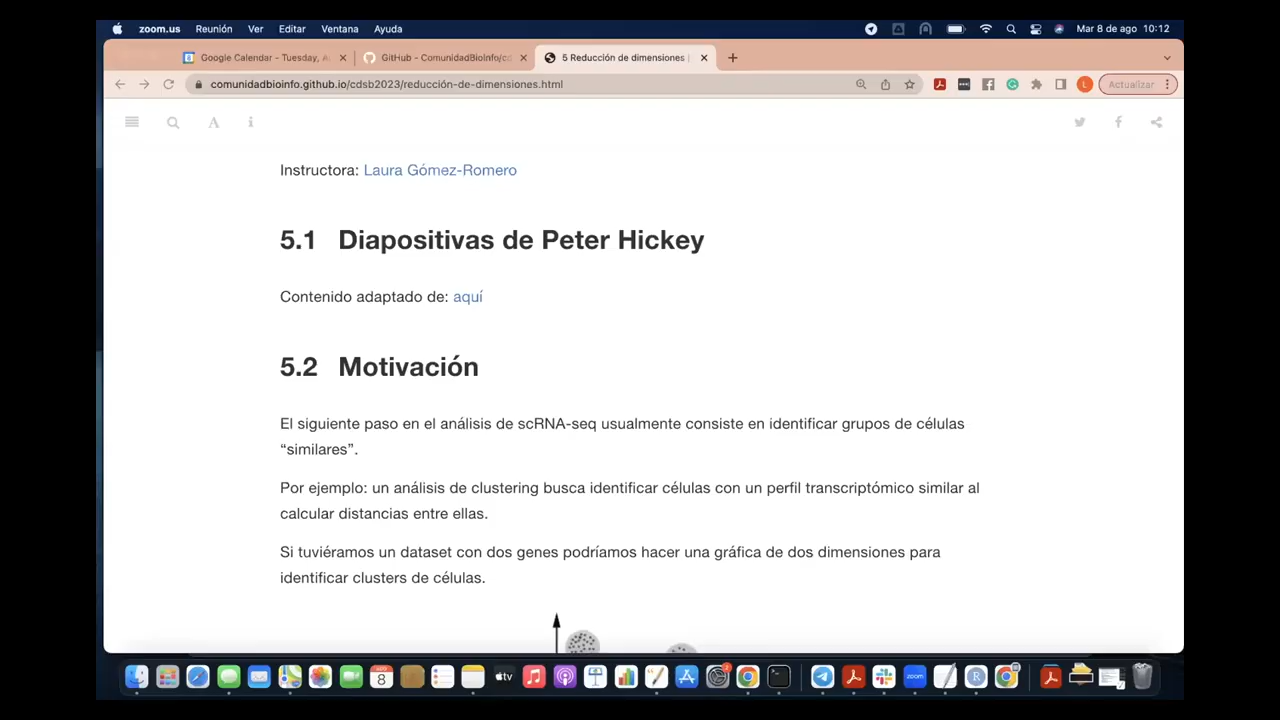 zoom.us Reunión Ver Editar Ventana Ayuda Mar 8 de ago 10:12
Google Calendar - Tuesday, A GitHub - ComunidadBioInfo/cd 5 Reducción de dimensiones |
comunidadbioinfo.github.io/cdsb2023/reducción-de-dimensiones.html L Actualizar
Instructora: Laura Gómez-Romero
5.1 Diapositivas de Peter Hickey
Contenido adaptado de: aquí
5.2 Motivación
El siguiente paso en el análisis de scRNA-seq usualmente consiste en identificar grupos de células
“similares”.
Por ejemplo: un análisis de clustering busca identificar células con un perfil transcriptómico similar al
calcular distancias entre ellas.
Si tuviéramos un dataset con dos genes podríamos hacer una gráfica de dos dimensiones para
identificar clusters de células.
8 tv zoom R